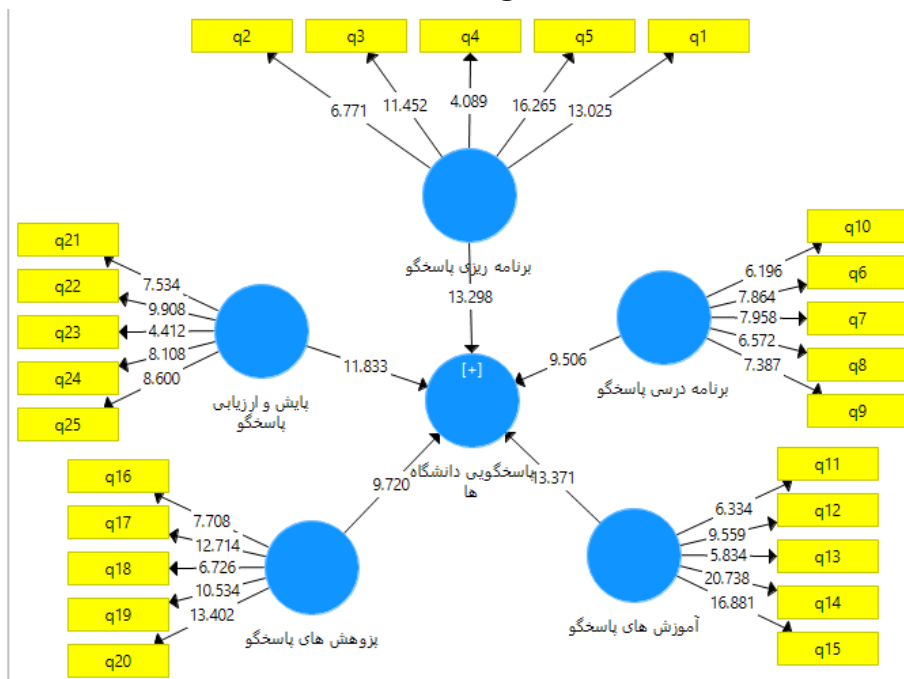 q2
q3
q4
q5
q1
6.771
11.452
4.089
16.265
13.025
برنامه ریزی پاسخگو
13.298
q21
q22
q23
q24
q25
7.534
9.908
4.412
8.108
8.600
پایش و ارزیابی
پاسخگو
11.833
q10
q6
q7
q8
q9
6.196
7.864
7.958
6.572
7.387
برنامه درسی پاسخگو
9.506
[+]
پاسخگویی دانشگاه
ها
q16
q17
q18
q19
q20
7.708
12.714
6.726
10.534
13.402
پزوهش های پاسخگو
9.720
q11
q12
q13
q14
q15
6.334
9.559
5.834
20.738
16.881
آموزش های پاسخگو
13.371